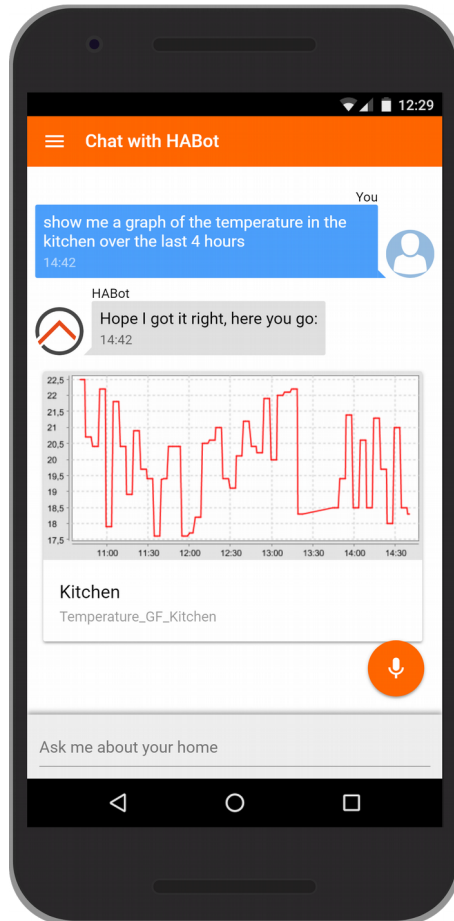 12:29
Chat with HABot
You
show me a graph of the temperature in the
kitchen over the last 4 hours
14:42
HABot
Hope I got it right, here you go:
14:42
22,5
22
21,5
21
20,5
20
19,5
19
18,5
18
17,5
11:00 11:30 12:00 12:30 13:00 13:30 14:00 14:30
Kitchen
Temperature_GF_Kitchen
Ask me about your home